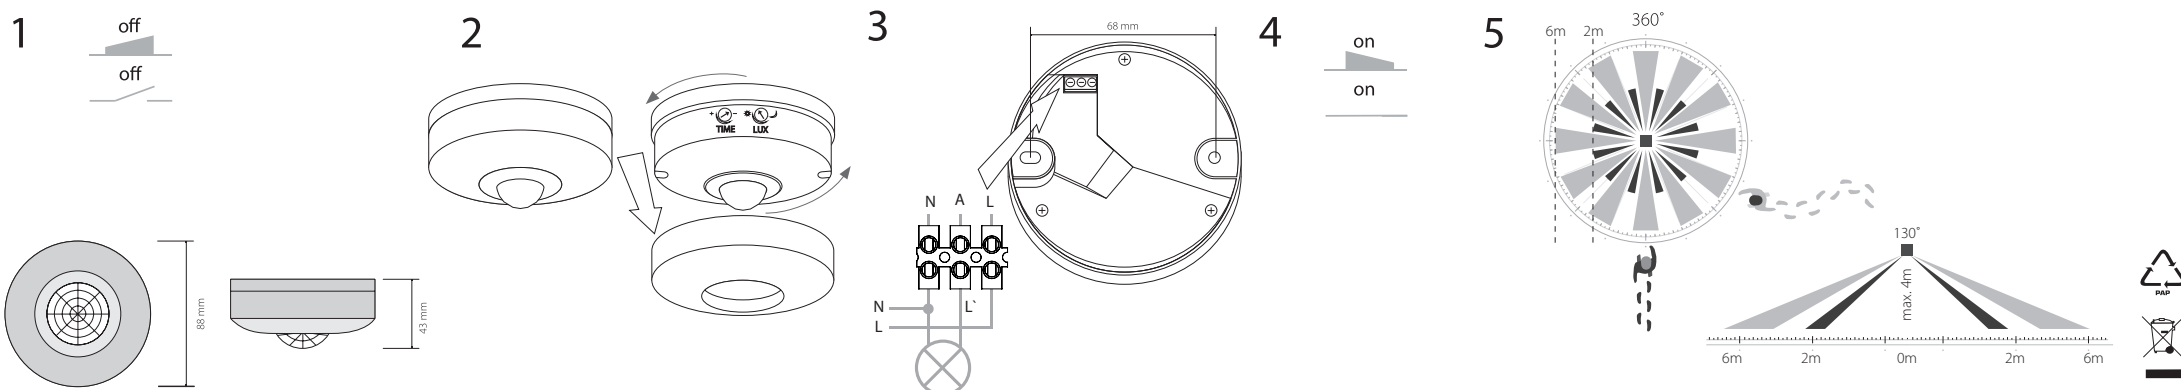 1
off
off
88 mm
43 mm
2
+ -
TIME LUX
3
68 mm
N A L
N
L
L`
4
on
on
5
360°
6m 2m
130°
max. 4m
6m 2m 0m 2m 6m
PAP